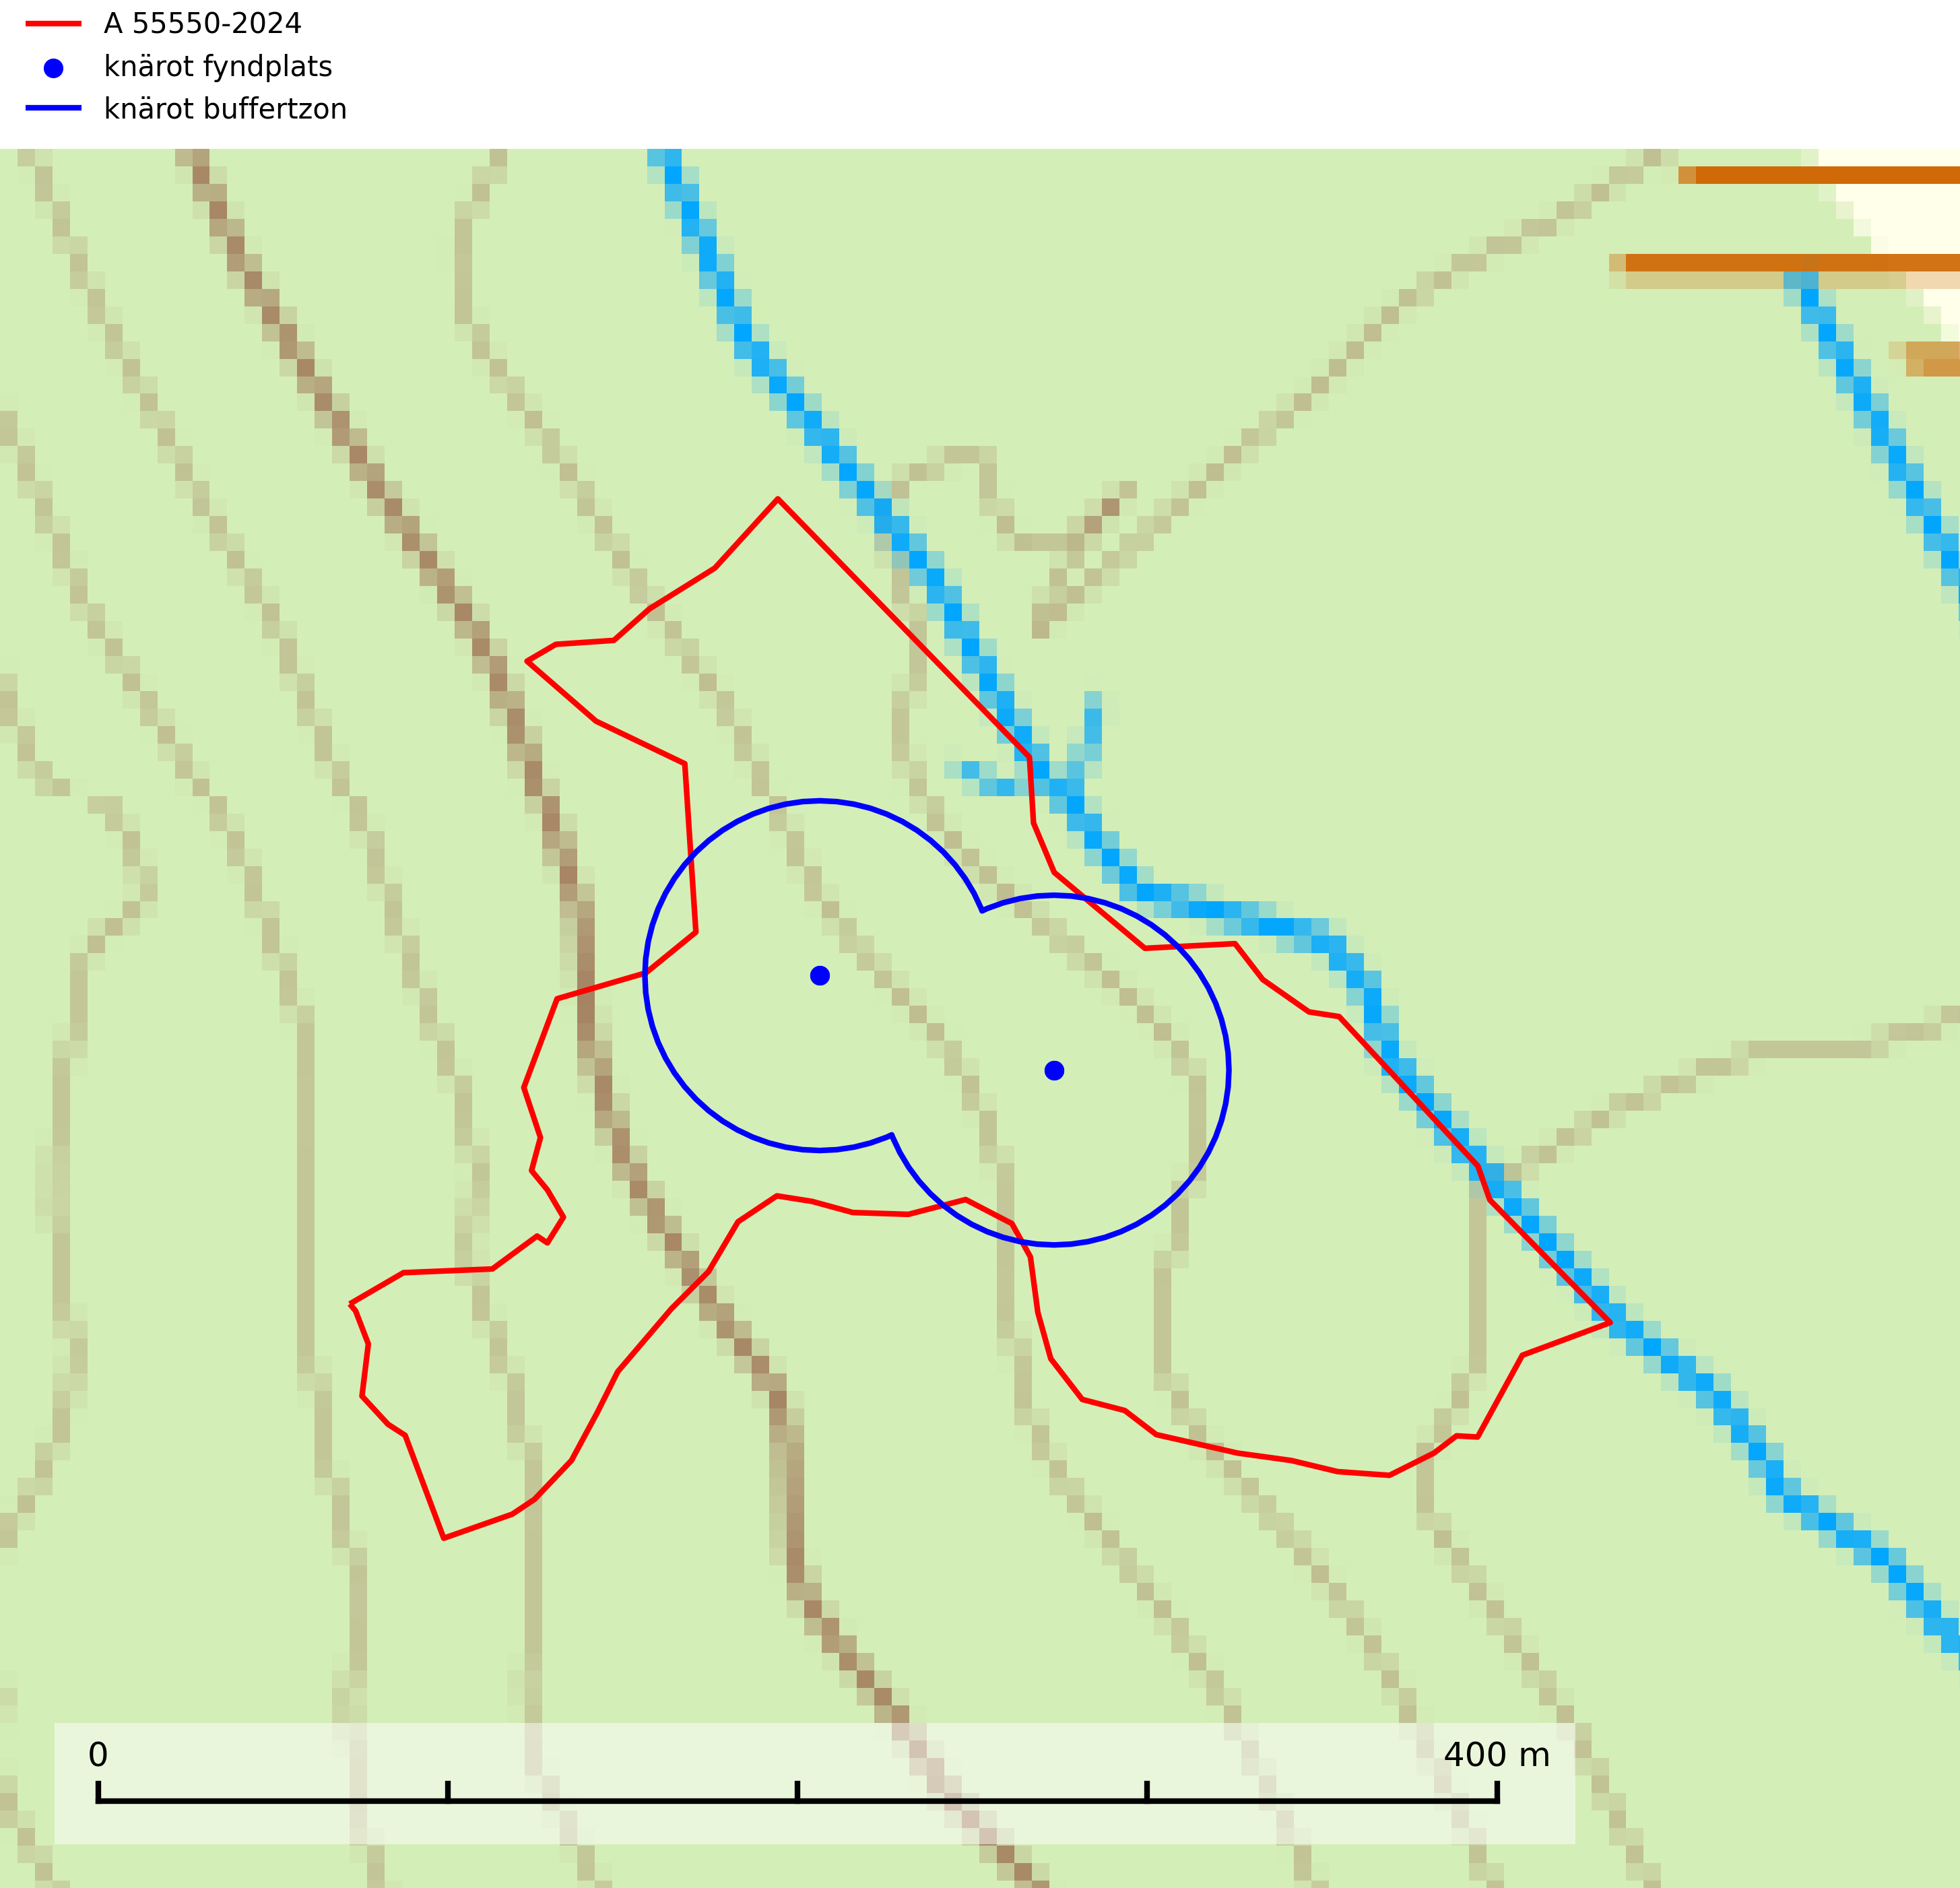 A 55550-2024
knärot fyndplats
knärot buffertzon
0
400 m